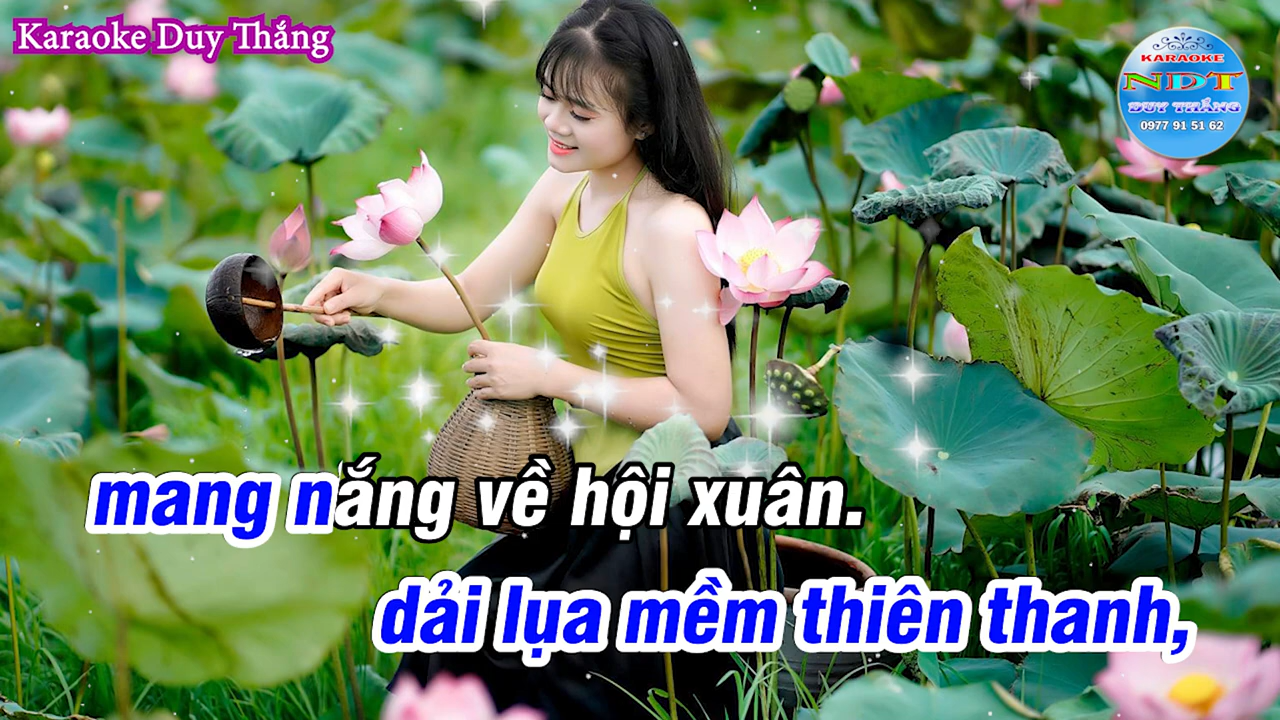 Karaoke Duy Thắng
KARAOKE
NDT
DUY THẮNG
0977 91 51 62
mang nắng về hội xuân.
dải lụa mềm thiên thanh,